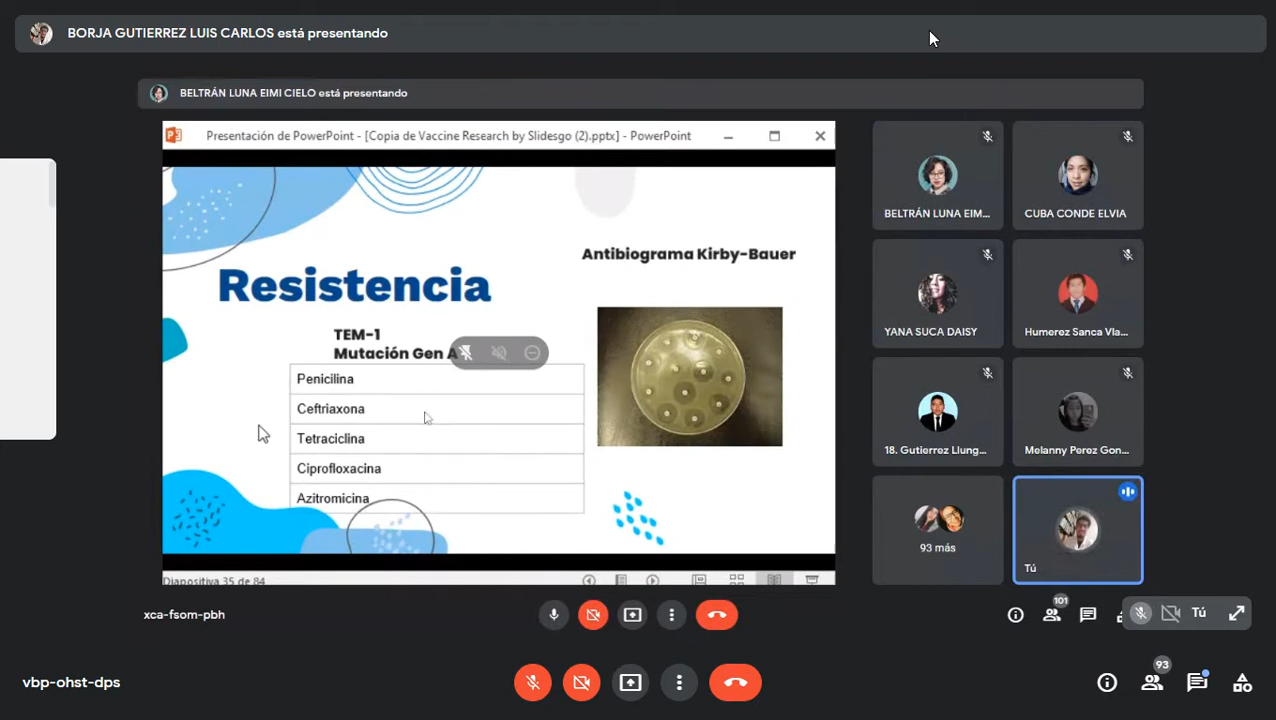 BORJA GUTIERREZ LUIS CARLOS está presentando
BELTRÁN LUNA EIMI CIELO está presentando
Presentación de PowerPoint - [Copia de Vaccine Research by Slidesgo (2).pptx] - PowerPoint
Antibiograma Kirby-Bauer
Resistencia
TEM-1
Mutación Gen A
Penicilina
Ceftriaxona
Tetraciclina
Ciprofloxacina
Azitromicina
Diapositiva 35 de 84
BELTRÁN LUNA EIM...
CUBA CONDE ELVIA
YANA SUCA DAISY
Humerez Sanca Vla...
18. Gutierrez Llung...
Melanny Perez Gon...
93 más
Tú
xca-fsom-pbh
101
Tú
vbp-ohst-dps
93